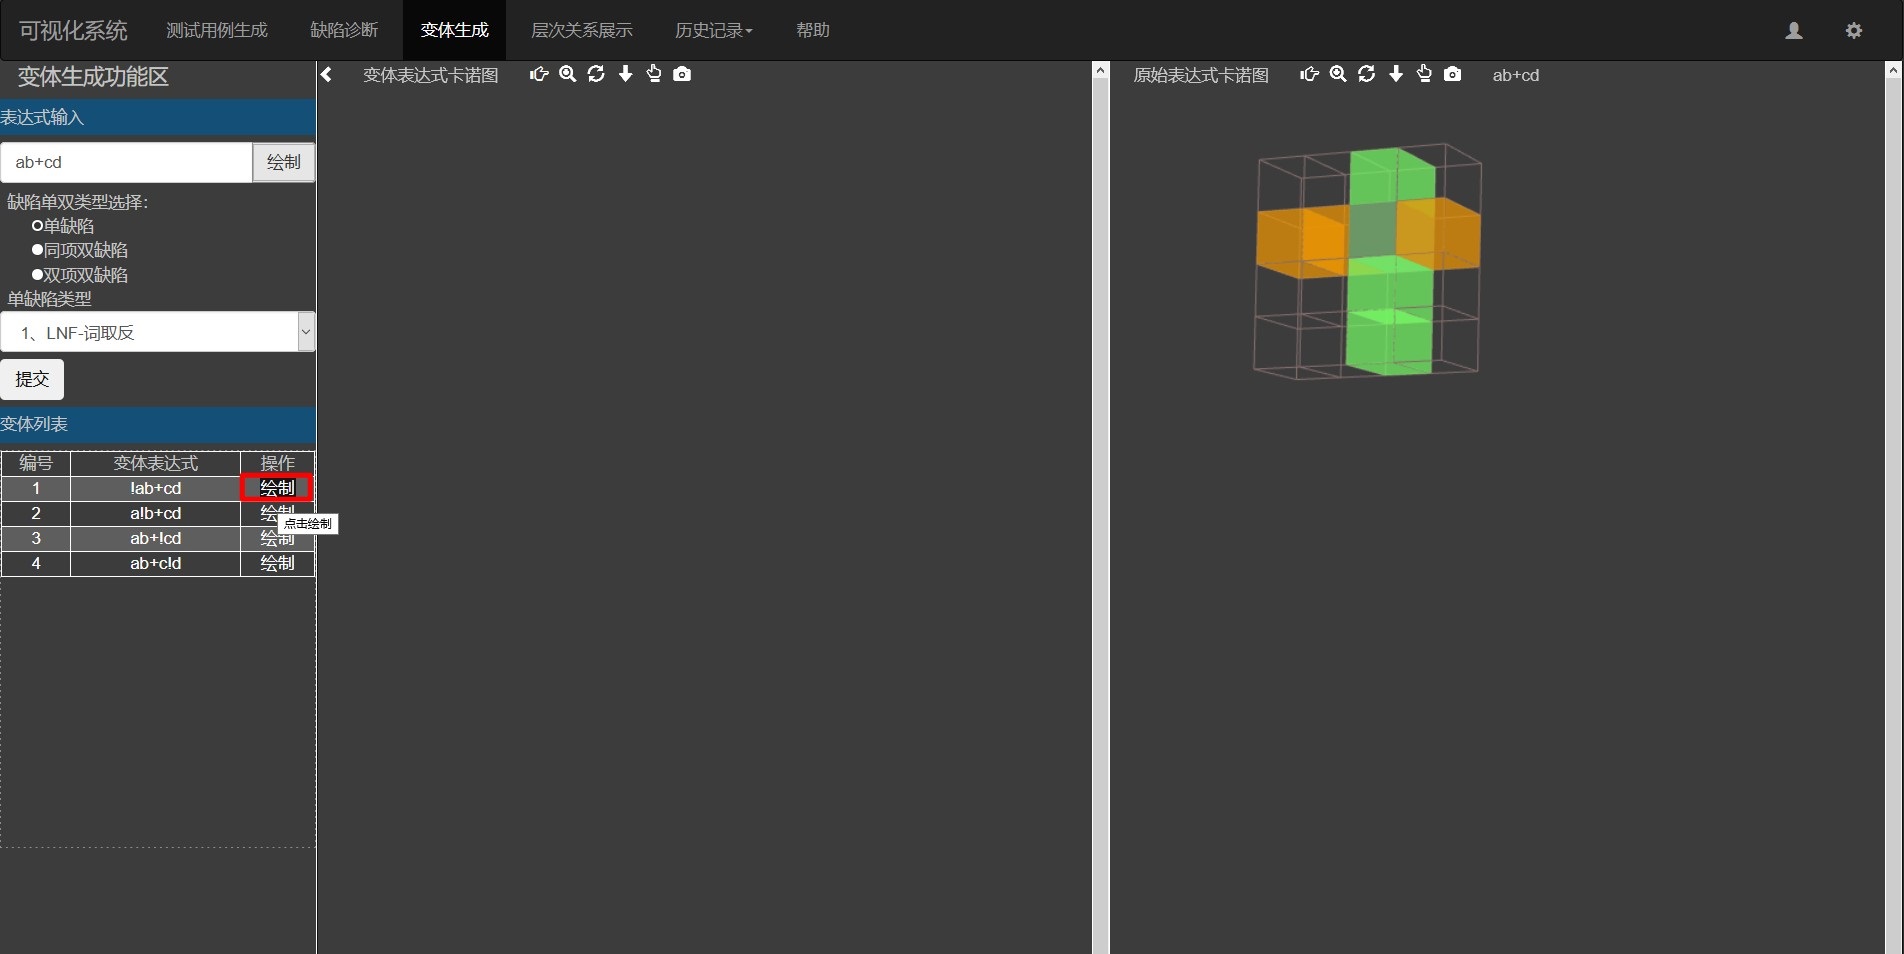 可视化系统 测试用例生成 缺陷诊断 变体生成 层次关系展示 历史记录 帮助
变体生成功能区
变体表达式卡诺图
原始表达式卡诺图 ab+cd
表达式输入
ab+cd 绘制
缺陷单双类型选择:
单缺陷
同项双缺陷
双项双缺陷
单缺陷类型
1、LNF-词取反
提交
变体列表
编号 变体表达式 操作
1 !ab+cd 绘制
2 a!b+cd 绘制
点击绘制
3 ab+!cd 绘制
4 ab+c!d 绘制